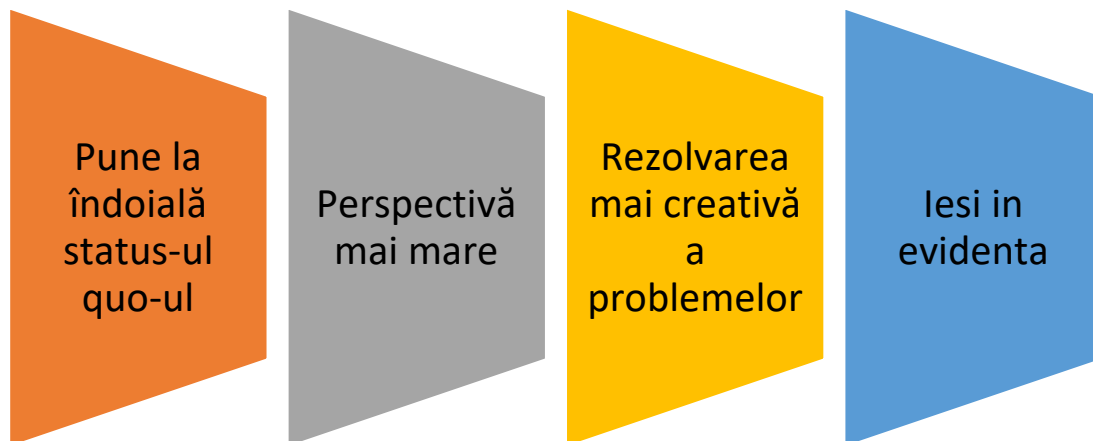 Pune la
îndoială
status-ul
quo-ul
Perspectivă
mai mare
Rezolvarea
mai creativă
a
problemelor
Iesi in
evidenta